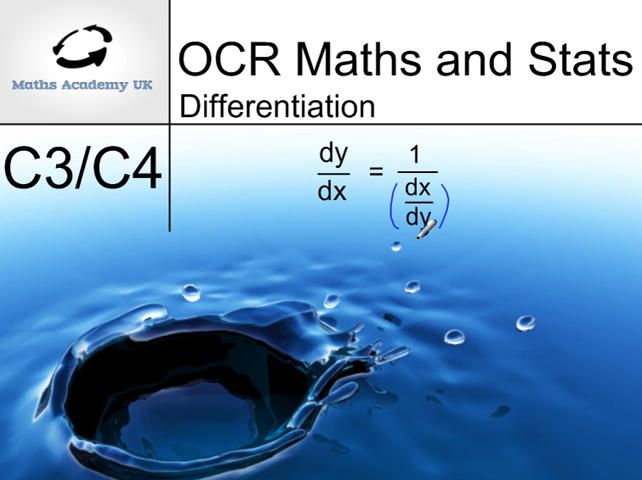 Maths Academy UK
OCR Maths and Stats
Differentiation
C3/C4
dy/dx = 1/(dx/dy)